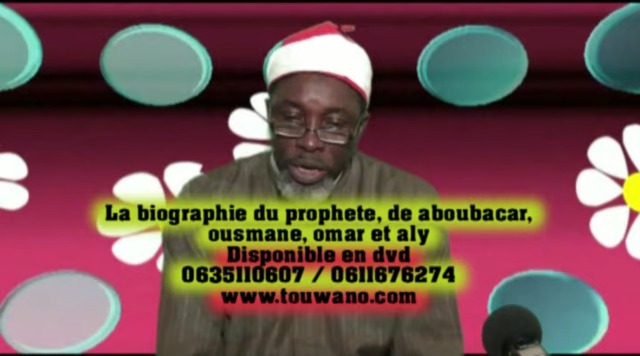 La biographie du prophete, de aboubacar,
ousmane, omar et aly
Disponible en dvd
0635110607 / 0611676274
www.touwano.com